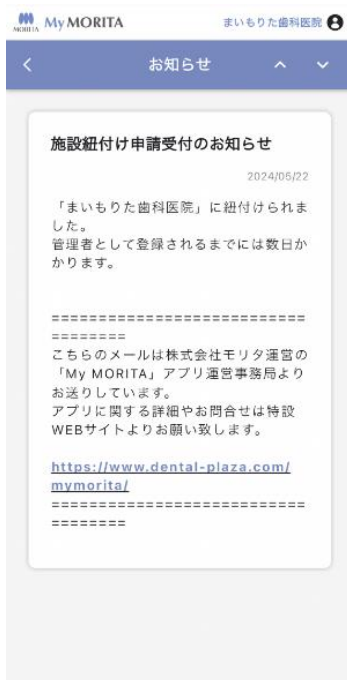 MORITA My MORITA まいもりた歯科医院
お知らせ
施設紐付け申請受付のお知らせ
2024/05/22
「まいもりた歯科医院」に紐付けられま
した。
管理者として登録されるまでには数日か
かります。
===========================
========
こちらのメールは株式会社モリタ運営の
「My MORITA」アプリ運営事務局より
お送りしています。
アプリに関する詳細やお問合せは特設
WEBサイトよりお願い致します。
https://www.dental-plaza.com/
mymorita/
===========================
========